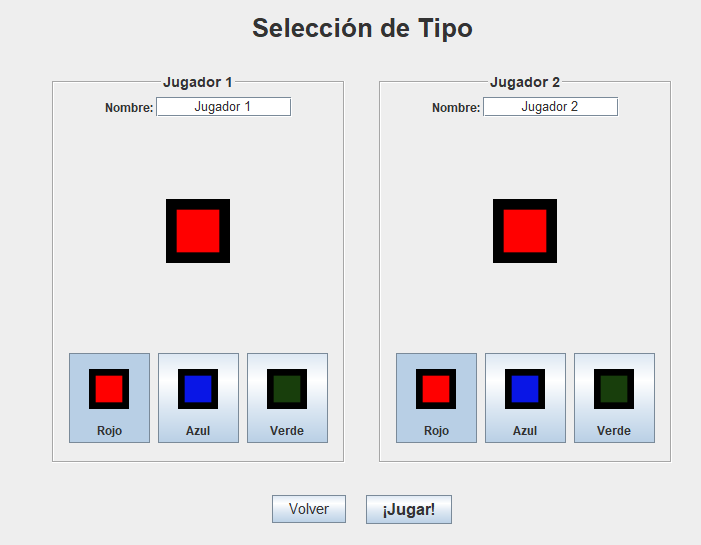 Selección de Tipo
Jugador 1
Nombre: Jugador 1
Rojo Azul Verde
Jugador 2
Nombre: Jugador 2
Rojo Azul Verde
Volver ¡Jugar!